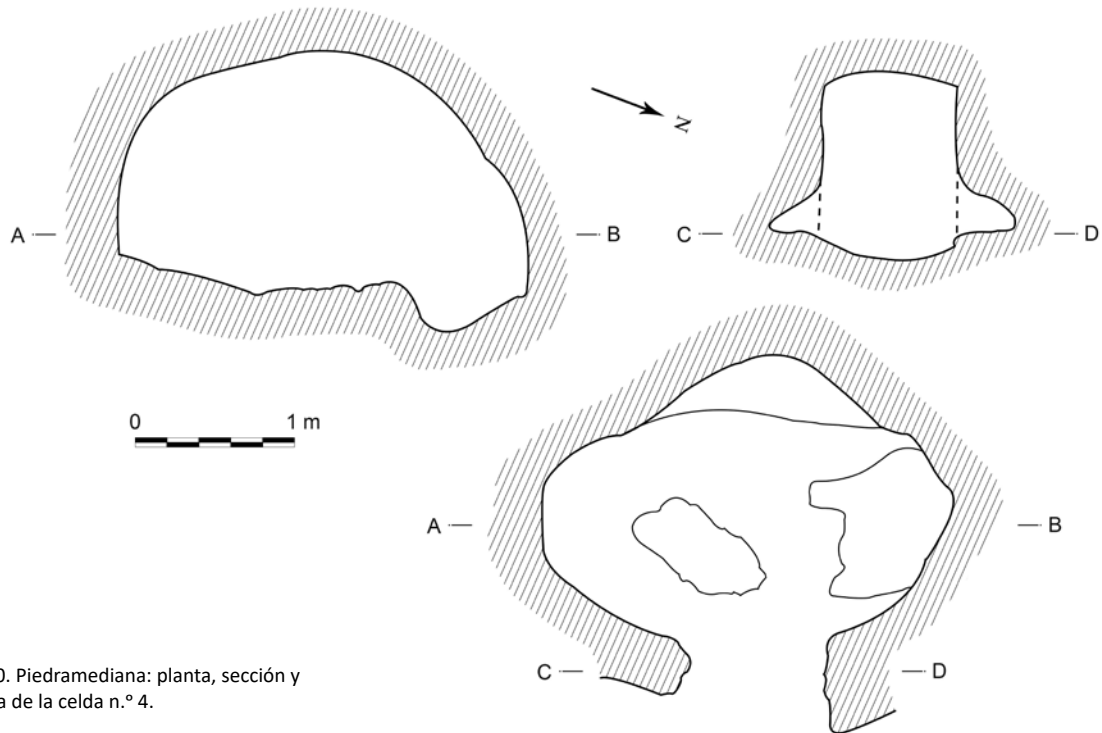 A
B
N
C
D
0 1 m
A
B
C
D
0. Piedramediana: planta, sección y
a de la celda n.º 4.